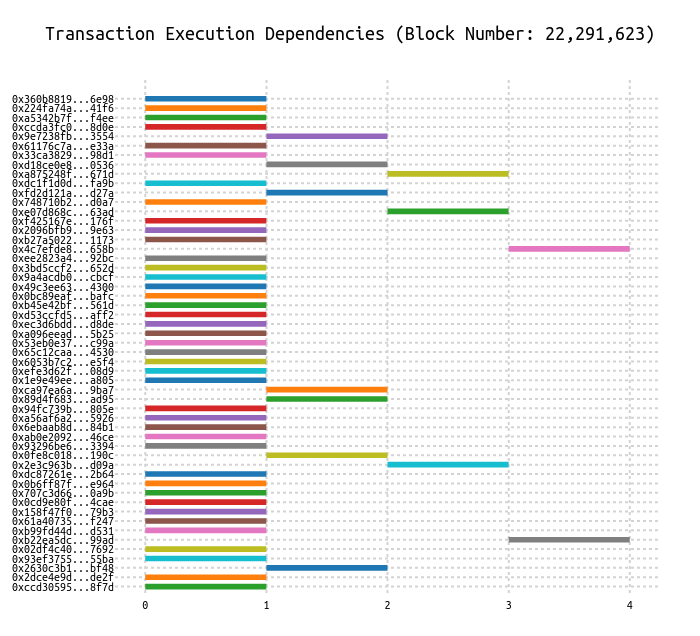 Transaction Execution Dependencies (Block Number: 22,291,623)
0x360b8819...6e98
0x224fa74a...41f6
0xa5342b7f...f4ee
0xccda3fc0...8d0e
0x9e7238fb...3554
0x61176c7a...e33a
0x33ca3829...98d1
0xd18ce0e8...0536
0xa875248f...671d
0xdc1f1d0d...fa9b
0xfd2d121a...d27a
0x748710b2...d0a7
0xe07d868c...63ad
0xf425167e...176f
0x2096bfb9...9e63
0xb27a5022...1173
0x4c7efde8...658b
0xee2823a4...92bc
0x3bd5ccf2...652d
0x9a4acdb0...cbcf
0x49c3ee63...4300
0x0bc89eaf...bafc
0xb45e42bf...561d
0xd53ccfd5...aff2
0xec3d6bdd...d8de
0xa096eead...5b25
0x53eb0e37...c99a
0x65c12caa...4530
0x6053b7c2...e5f4
0xefe3d62f...08d9
0x1e9e49ee...a805
0xca97ea6a...9ba7
0x89d4f683...ad95
0x94fc739b...805e
0xa56af6a2...5926
0x6ebaab8d...84b1
0xab0e2092...46ce
0x93296be6...3394
0x0fe8c018...190c
0x2e3c963b...d09a
0xdc87261e...2b64
0x0b6ff87f...e964
0x707c3d66...0a9b
0x0cd9e80f...4cae
0x158f47f0...79b3
0x61a40735...f247
0xb99fd44d...d531
0xb22ea5dc...99ad
0x02df4c40...7692
0x93ef3755...55ba
0x2630c3b1...bf48
0x2dce4e9d...de2f
0xccd30595...8f7d
0 1 2 3 4